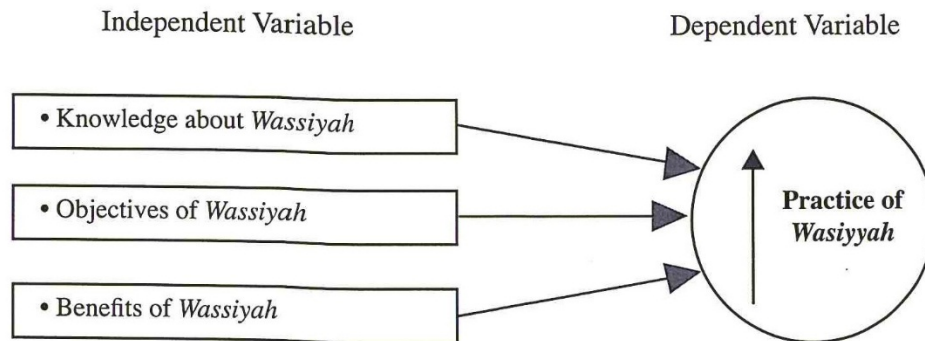 Independent Variable
Dependent Variable
• Knowledge about Wassiyah
• Objectives of Wassiyah
• Benefits of Wassiyah
Practice of
Wasiyyah